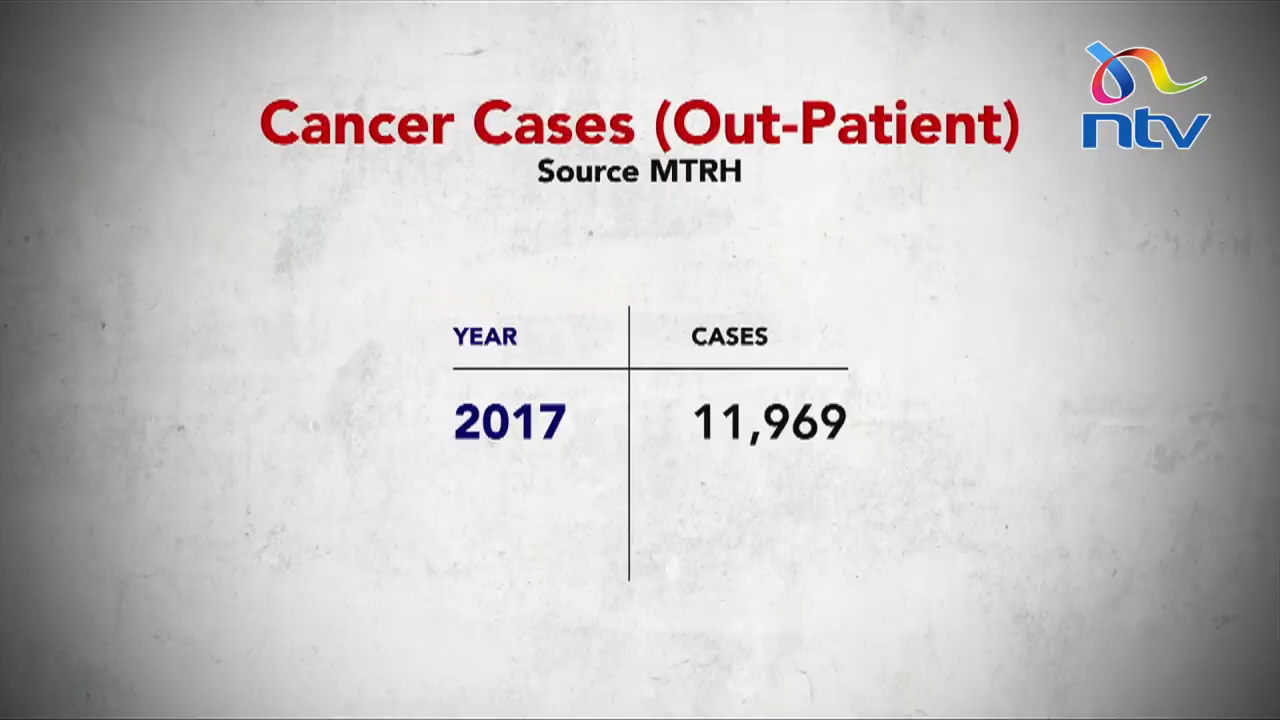 Cancer Cases (Out-Patient)
ntv
Source MTRH
YEAR CASES
2017 11,969